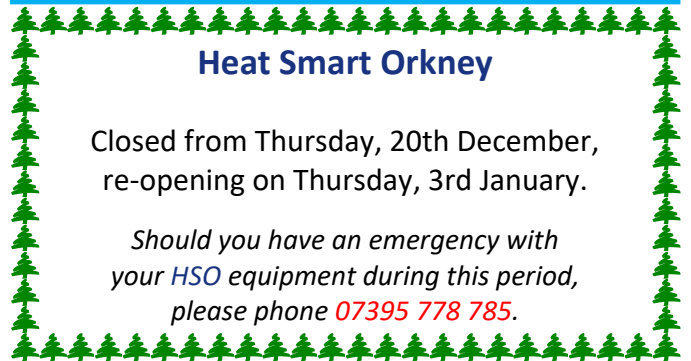 Heat Smart Orkney
Closed from Thursday, 20th December,
re-opening on Thursday, 3rd January.
Should you have an emergency with
your HSO equipment during this period,
please phone 07395 778 785.